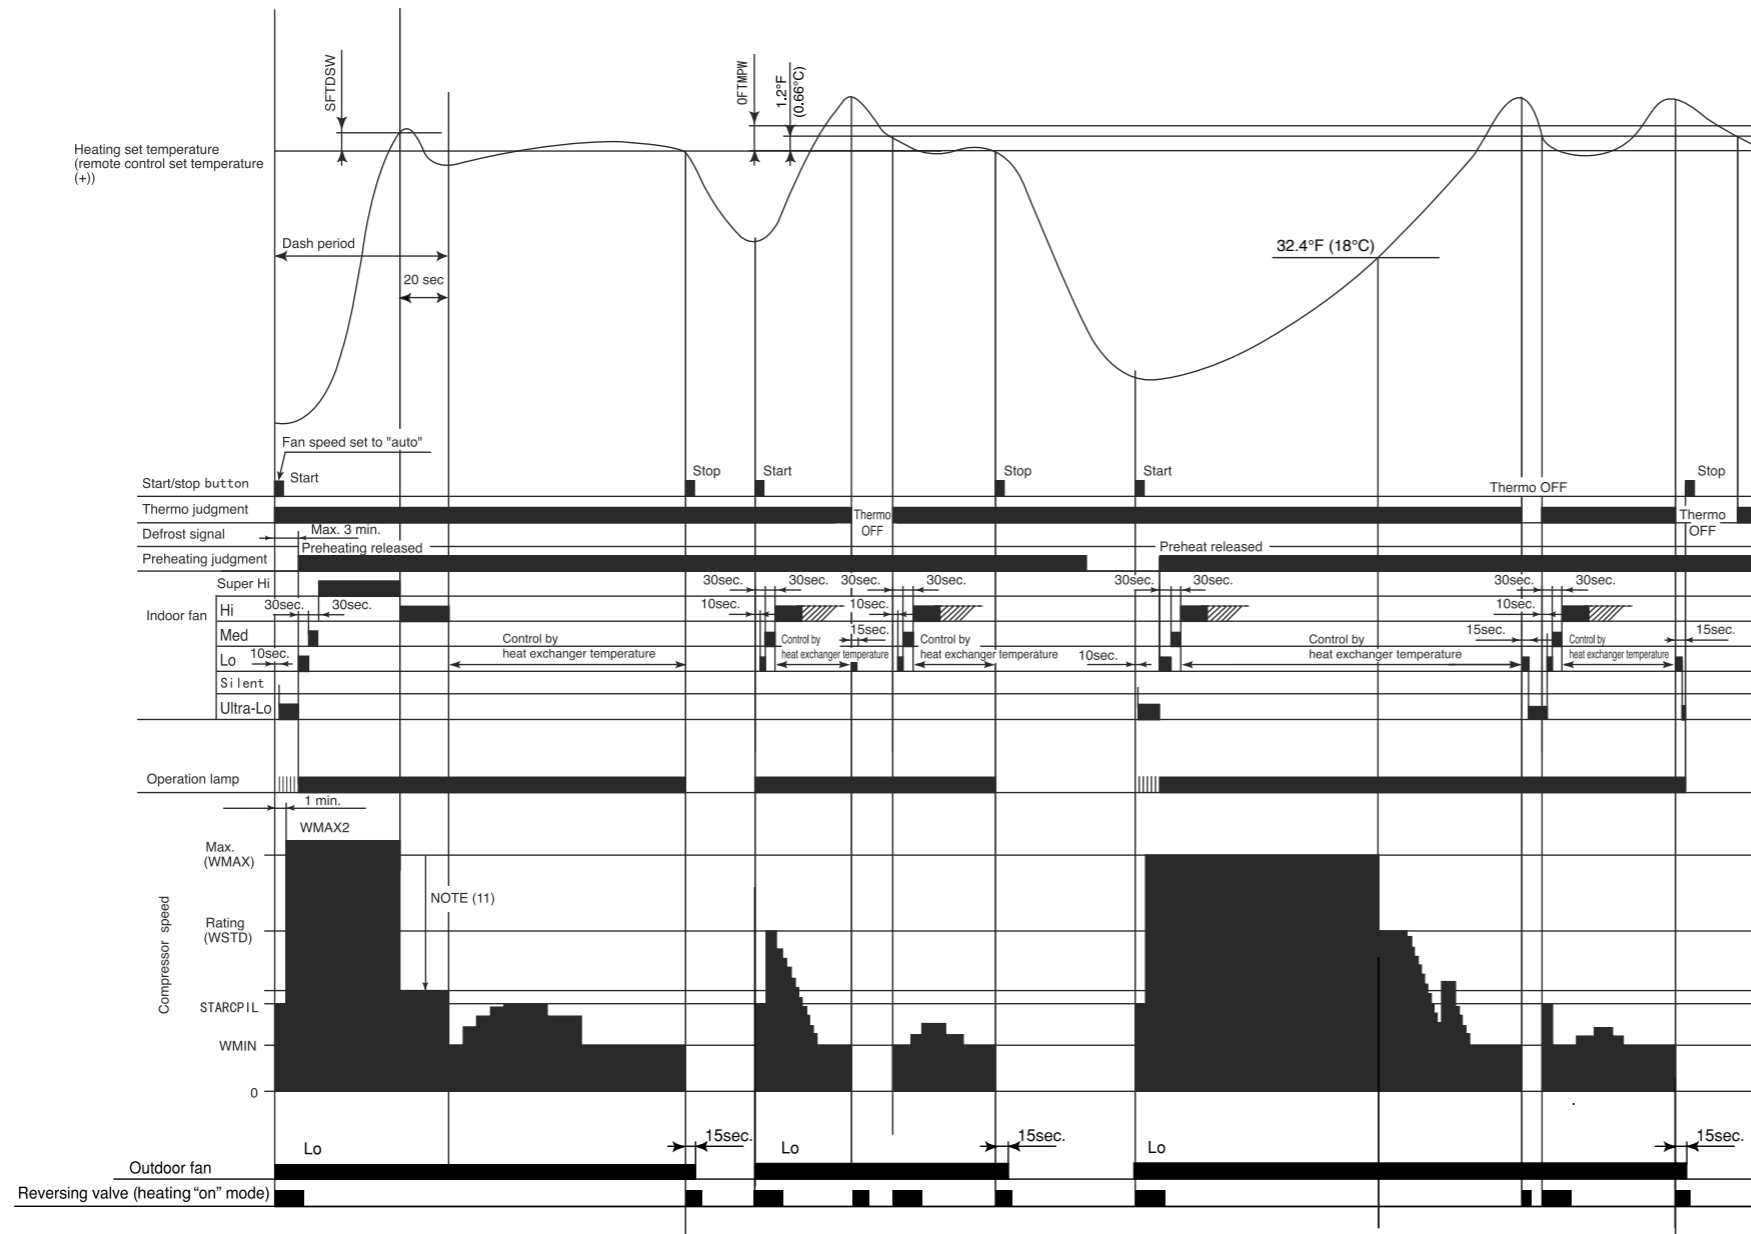 SFTDSW
OFTMPW
1.2°F
(0.66°C)
Heating set temperature
(remote control set temperature
(+))
Dash period
20 sec
32.4°F (18°C)
Fan speed set to "auto"
Start/stop button
Start
Stop
Start
Stop
Start
Thermo OFF
Stop
Thermo judgment
Thermo
OFF
Thermo
OFF
Defrost signal
Max. 3 min.
Preheating judgment
Preheating released
Preheat released
Indoor fan
Super Hi
30sec.
30sec.
30sec.
30sec.
30sec.
30sec.
30sec.
30sec.
Hi
30sec.
30sec.
10sec.
10sec.
10sec.
Med
Control by
heat exchanger temperature
Control by
heat exchanger temperature
15sec.
Control by
heat exchanger temperature
Control by
heat exchanger temperature
15sec.
Control by
heat exchanger temperature
15sec.
Lo
10sec.
10sec.
Silent
Ultra-Lo
Operation lamp
1 min.
WMAX2
Compressor speed
Max.
(WMAX)
NOTE (11)
Rating
(WSTD)
STARCPIL
WMIN
0
Lo
15sec.
Lo
15sec.
Lo
15sec.
Outdoor fan
Reversing valve (heating “on” mode)